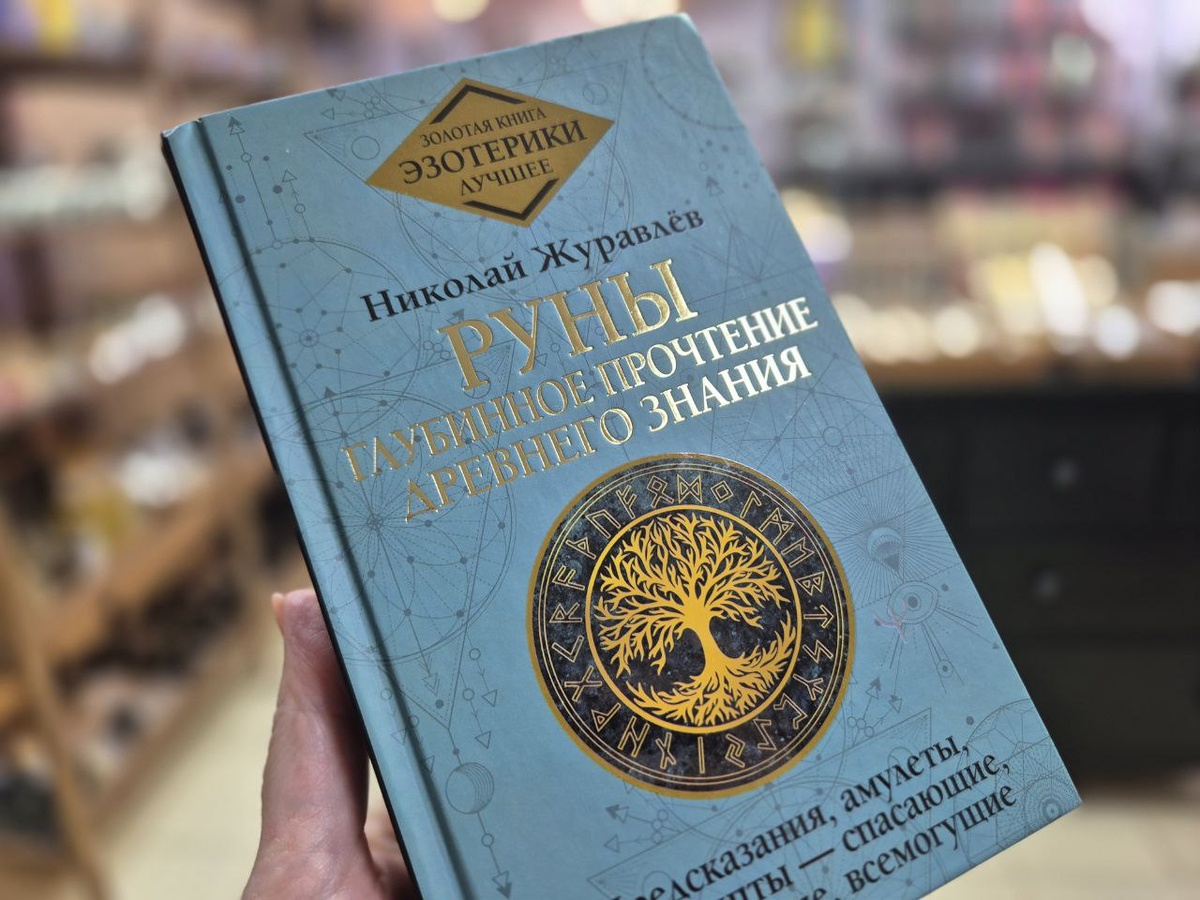 ЗОЛОТАЯ КНИГА
ЭЗОТЕРИКИ
ЛУЧШЕЕ
Николай Журавлёв
РУНЫ
ГЛУБИННОЕ ПРОЧТЕНИЕ
ДРЕВНЕГО ЗНАНИЯ
амулеты,
— спасающие,
всемогущие